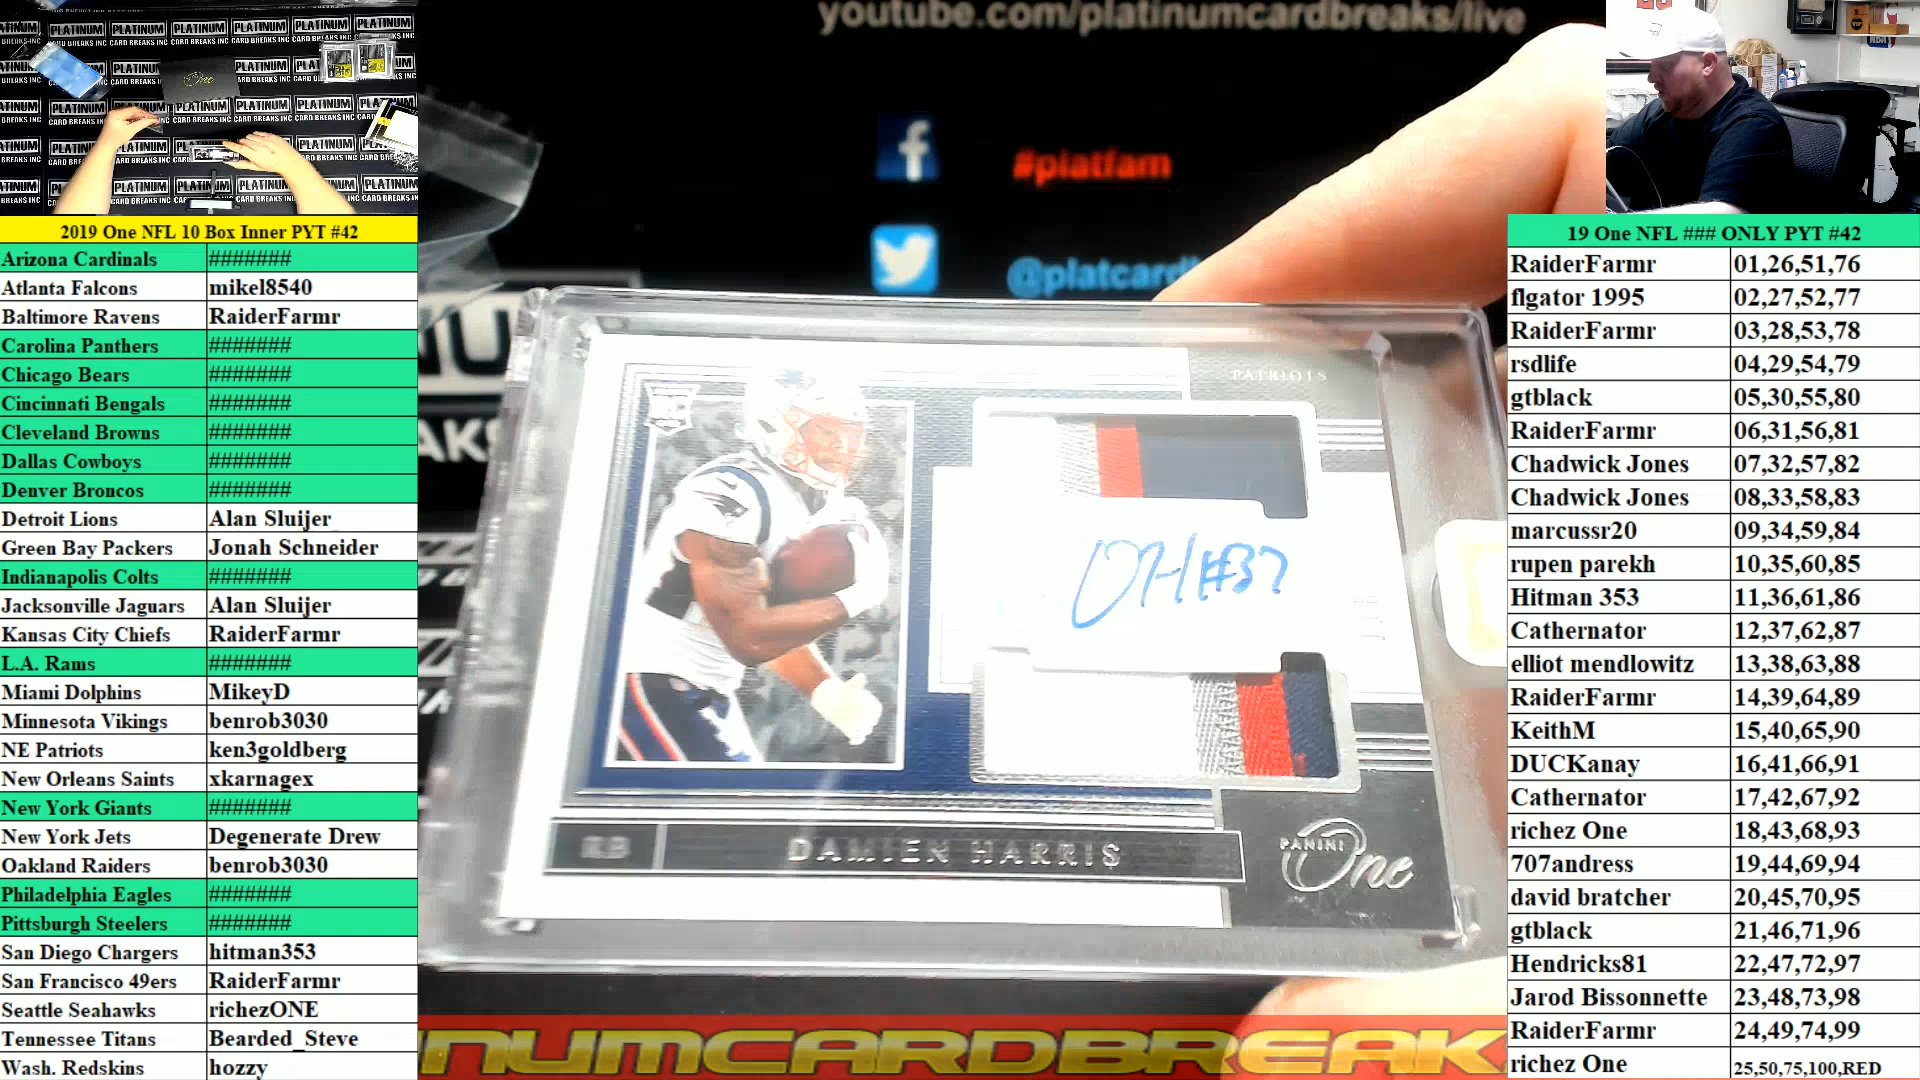 youtube.com/platinumcardbreaks/live
#platfam
@platcard
PLATINUM
CARD BREAKS INC
One
2019 One NFL 10 Box Inner PYT #42
Arizona Cardinals #######
Atlanta Falcons mikel8540
Baltimore Ravens RaiderFarmr
Carolina Panthers #######
Chicago Bears #######
Cincinnati Bengals #######
Cleveland Browns #######
Dallas Cowboys #######
Denver Broncos #######
Detroit Lions Alan Sluijer
Green Bay Packers Jonah Schneider
Indianapolis Colts #######
Jacksonville Jaguars Alan Sluijer
Kansas City Chiefs RaiderFarmr
L.A. Rams #######
Miami Dolphins MikeyD
Minnesota Vikings benrob3030
NE Patriots ken3goldberg
New Orleans Saints xkarnagex
New York Giants #######
New York Jets Degenerate Drew
Oakland Raiders benrob3030
Philadelphia Eagles #######
Pittsburgh Steelers #######
San Diego Chargers hitman353
San Francisco 49ers RaiderFarmr
Seattle Seahawks richezONE
Tennessee Titans Bearded_Steve
Wash. Redskins hozzy
PATRIOTS
RC
DH #37
RB DAMIEN HARRIS
PANINI One
NUMCARDBREAK
19 One NFL ### ONLY PYT #42
RaiderFarmr 01,26,51,76
flgator 1995 02,27,52,77
RaiderFarmr 03,28,53,78
rsdlife 04,29,54,79
gtblack 05,30,55,80
RaiderFarmr 06,31,56,81
Chadwick Jones 07,32,57,82
Chadwick Jones 08,33,58,83
marcussr20 09,34,59,84
rupen parekh 10,35,60,85
Hitman 353 11,36,61,86
Cathernator 12,37,62,87
elliot mendlowitz 13,38,63,88
RaiderFarmr 14,39,64,89
KeithM 15,40,65,90
DUCKanay 16,41,66,91
Cathernator 17,42,67,92
richez One 18,43,68,93
707andress 19,44,69,94
david bratcher 20,45,70,95
gtblack 21,46,71,96
Hendricks81 22,47,72,97
Jarod Bissonnette 23,48,73,98
RaiderFarmr 24,49,74,99
richez One 25,50,75,100,RED